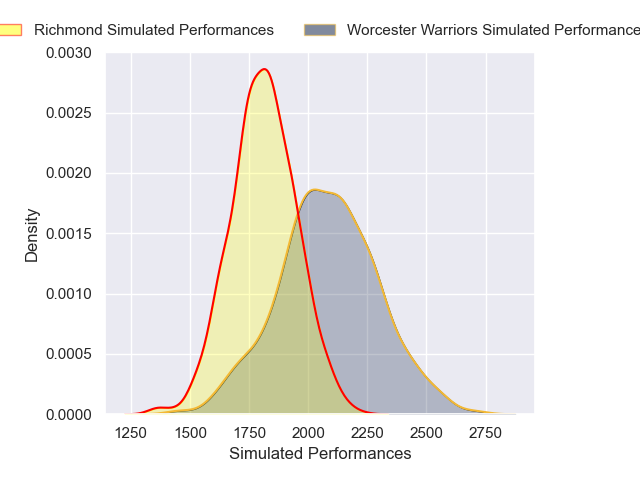 Richmond Simulated Performances
Worcester Warriors Simulated Performance
0.0030
0.0025
0.0020
0.0015
0.0010
0.0005
0.0000
Density
1250 1500 1750 2000 2250 2500 2750
Simulated Performances